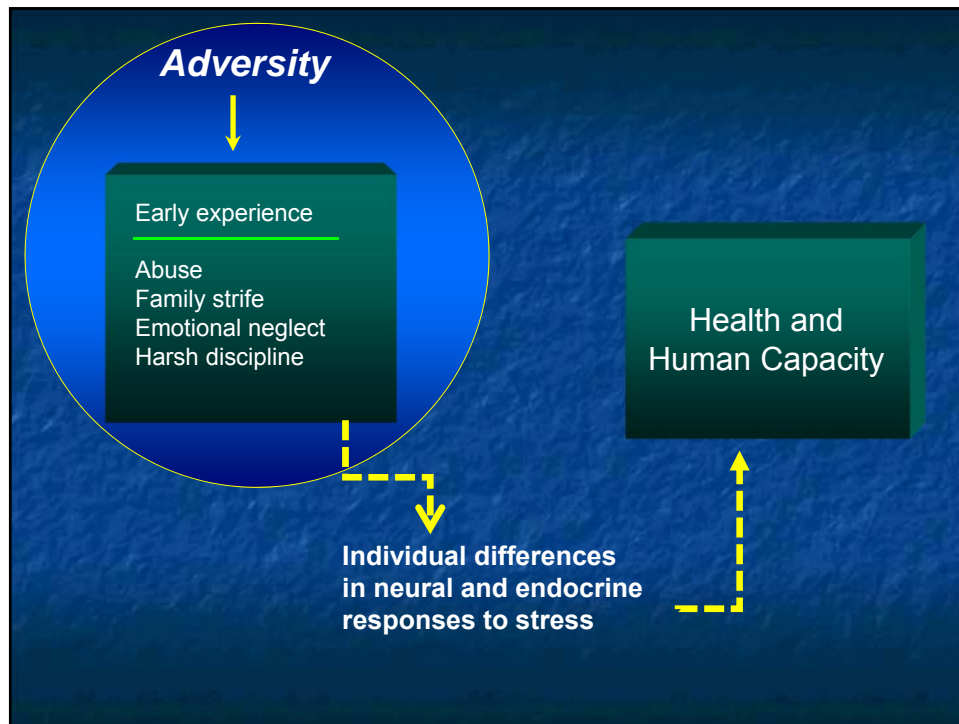 Adversity
Early experience
Abuse
Family strife
Emotional neglect
Harsh discipline
Health and
Human Capacity
Individual differences
in neural and endocrine
responses to stress